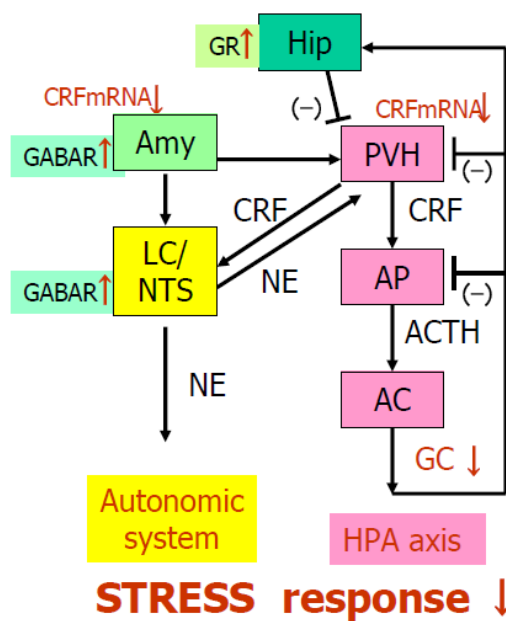 GR↑
Hip
(−)
CRFmRNA↓
CRFmRNA↓
GABAR↑
Amy
PVH
(−)
CRF
CRF
LC/
NTS
GABAR↑
NE
AP
(−)
ACTH
NE
AC
GC ↓
Autonomic
system
HPA axis
STRESS response ↓